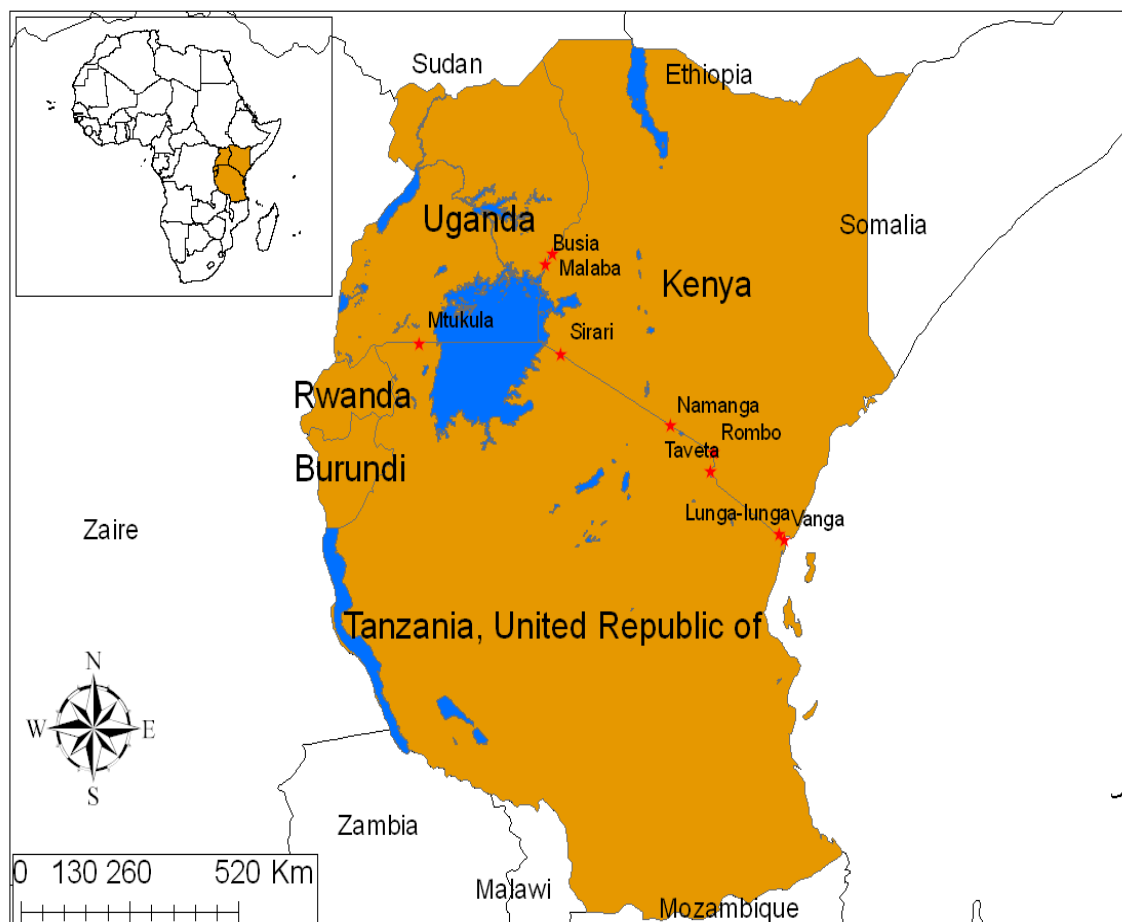 Sudan
Ethiopia
Somalia
Uganda
Busia
Malaba
Kenya
Mtukula
Sirari
Rwanda
Namanga
Rombo
Taveta
Burundi
Lunga-lunga
Vanga
Zaire
Tanzania, United Republic of
N
W
E
S
Zambia
0 130 260 520 Km
Malawi
Mozambique